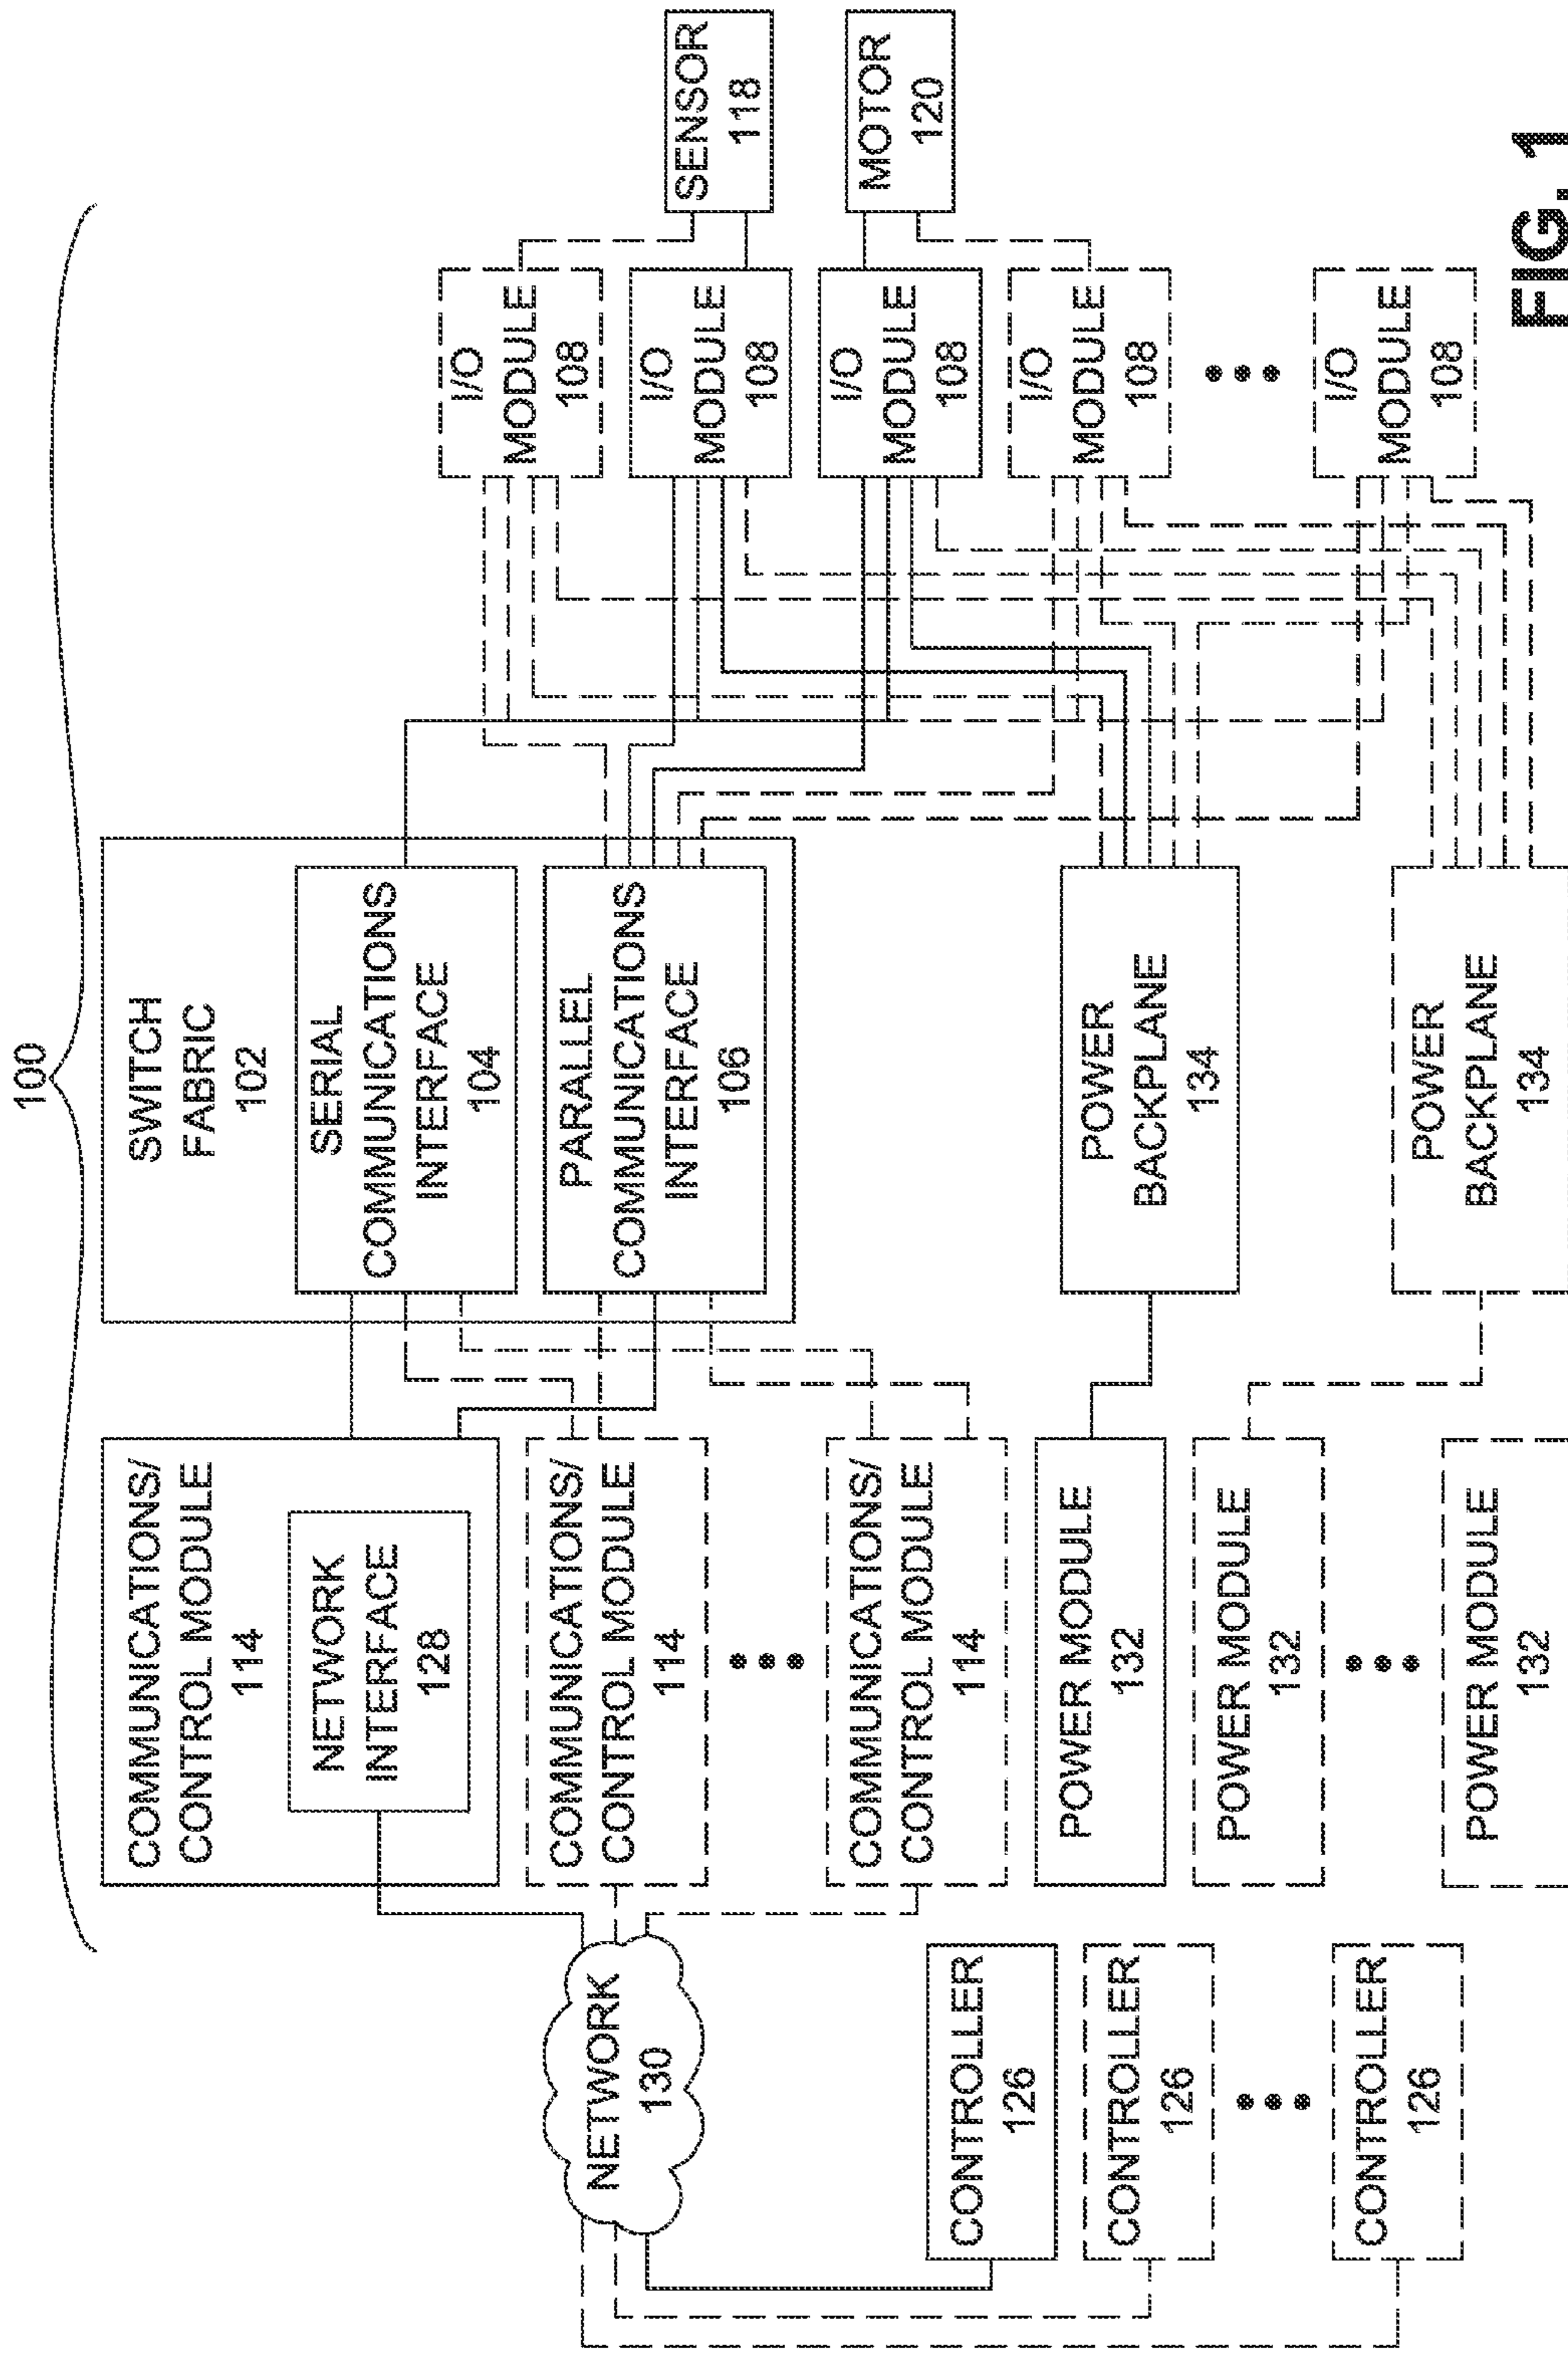 100
COMMUNICATIONS/
CONTROL MODULE
114
NETWORK
INTERFACE
128
SWITCH
FABRIC
102
SERIAL
COMMUNICATIONS
INTERFACE
104
PARALLEL
COMMUNICATIONS
INTERFACE
106
I/O
MODULE
108
I/O
MODULE
108
I/O
MODULE
108
I/O
MODULE
108
I/O
MODULE
108
SENSOR
118
MOTOR
120
NETWORK
130
COMMUNICATIONS/
CONTROL MODULE
114
COMMUNICATIONS/
CONTROL MODULE
114
CONTROLLER
126
CONTROLLER
126
CONTROLLER
126
POWER MODULE
132
POWER MODULE
132
POWER MODULE
132
POWER
BACKPLANE
134
POWER
BACKPLANE
134
FIG. 1